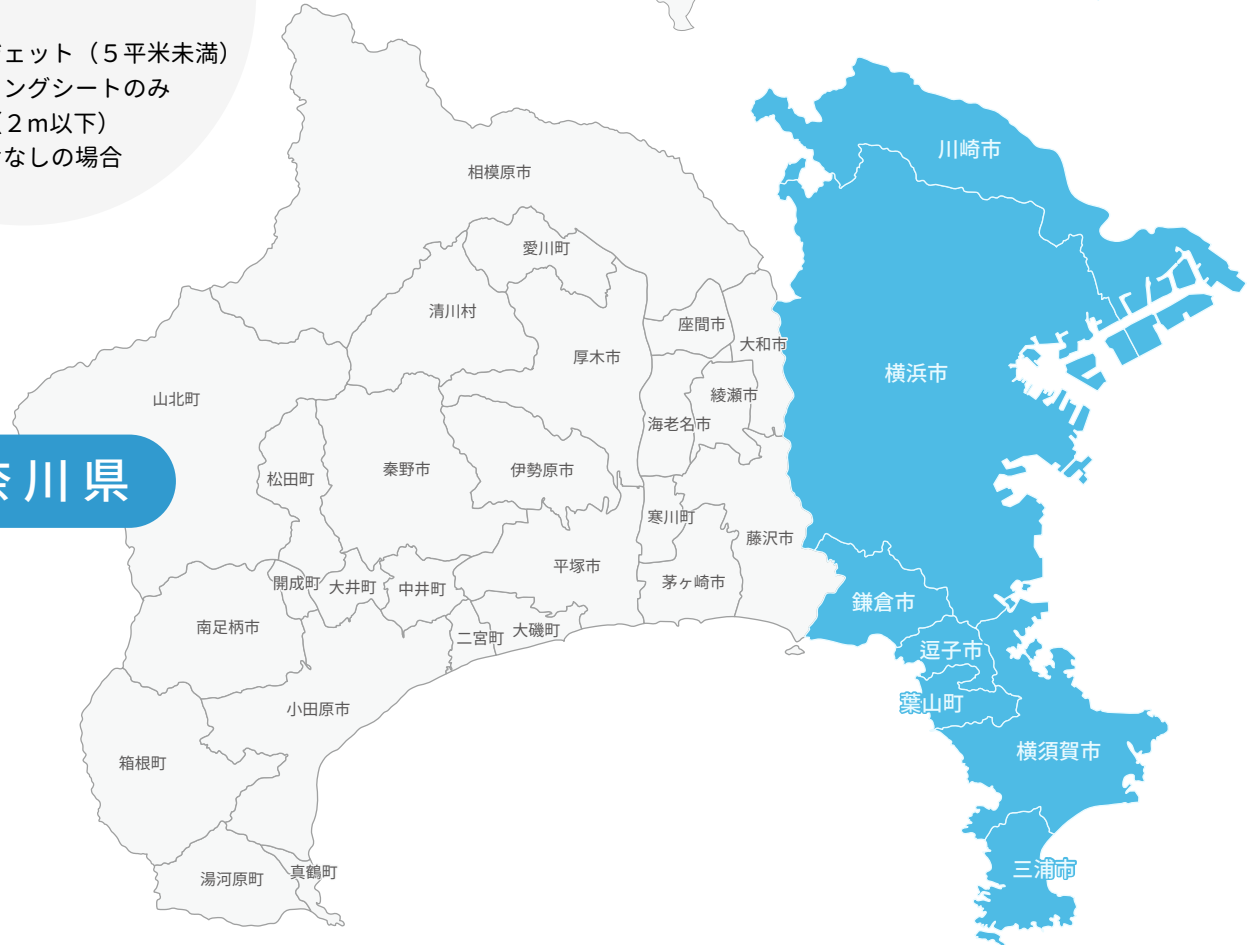 ェット（５平米未満）
ングシートのみ
２ｍ以下）
なしの場合
川崎市
相模原市
愛川町
清川村
座間市
大和市
厚木市
横浜市
綾瀬市
山北町
海老名市
松田町
秦野市
伊勢原市
奈川県
寒川町
藤沢市
平塚市
開成町
大井町
中井町
茅ヶ崎市
鎌倉市
南足柄市
二宮町
大磯町
逗子市
葉山町
小田原市
横須賀市
箱根町
三浦市
湯河原町
真鶴町